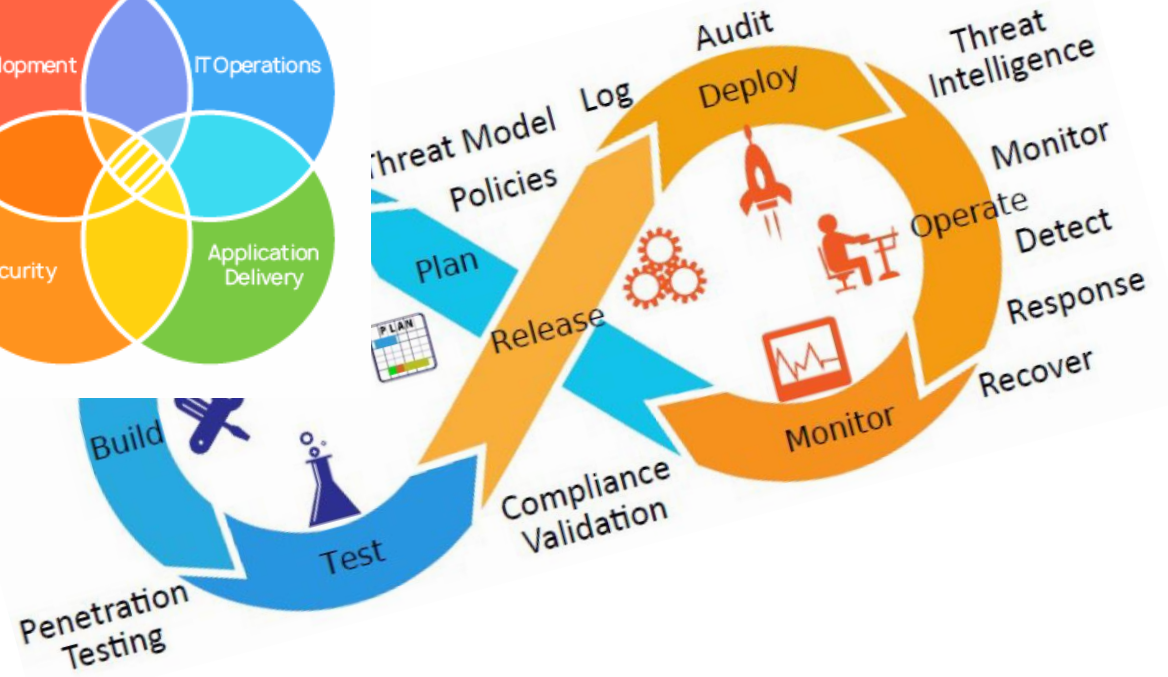 lopment
IT Operations
curity
Application
Delivery
Audit
Threat
Intelligence
Log
Deploy
Threat Model
Policies
Monitor
Operate
Detect
Plan
Release
Response
PLAN
Recover
Monitor
Build
Compliance
Validation
Test
Penetration
Testing